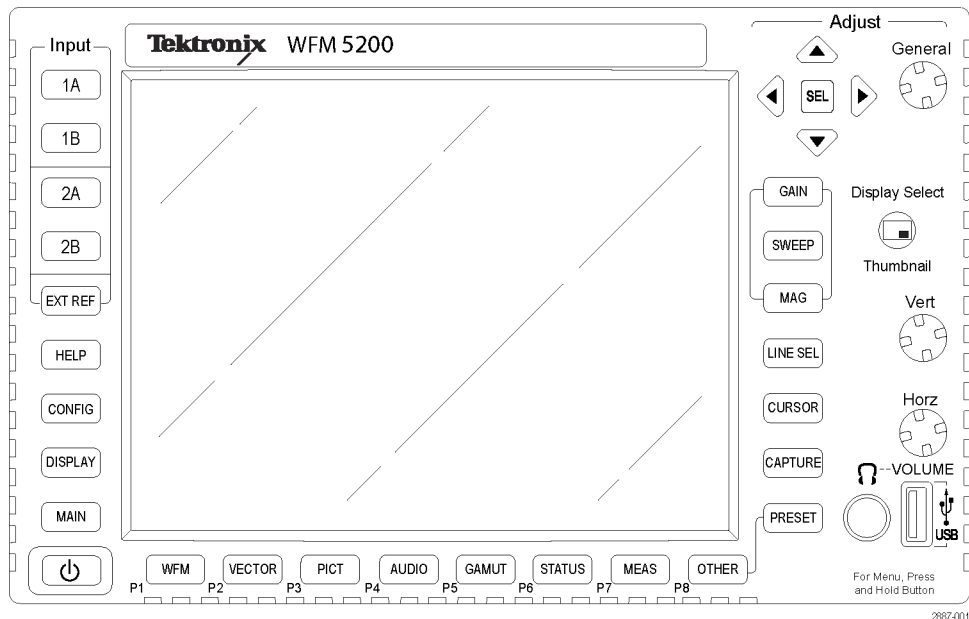 Tektronix WFM 5200
Input
1A
1B
2A
2B
EXT REF
HELP
CONFIG
DISPLAY
MAIN
Adjust
General
SEL
GAIN
SWEEP
MAG
LINE SEL
CURSOR
CAPTURE
PRESET
Display Select
Thumbnail
Vert
Horz
VOLUME
USB
WFM
VECTOR
PICT
AUDIO
GAMUT
STATUS
MEAS
OTHER
P1
P2
P3
P4
P5
P6
P7
P8
For Menu, Press
and Hold Button
2887-001